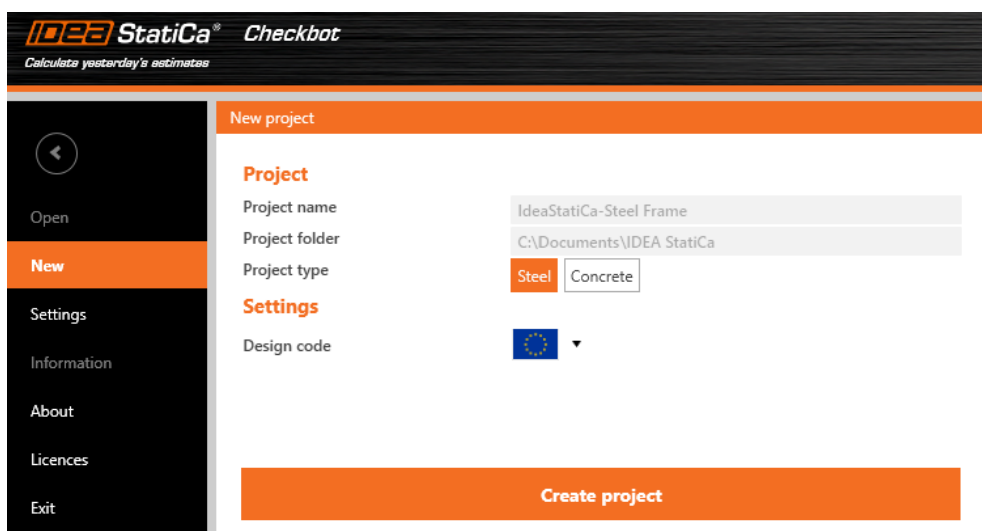 IDEA StatiCa® Checkbot
Calculate yesterday's estimates
New project
Project
Project name IdeaStatiCa-Steel Frame
Project folder C:\Documents\IDEA StatiCa
Project type Steel Concrete
Settings
Design code
Create project
Open
New
Settings
Information
About
Licences
Exit